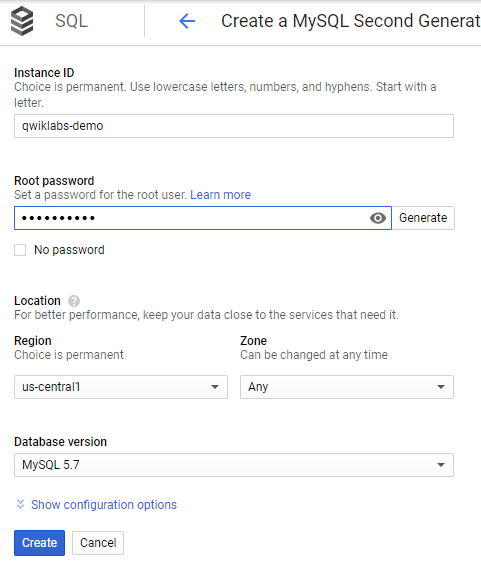 SQL
Create a MySQL Second Generat
Instance ID
Choice is permanent. Use lowercase letters, numbers, and hyphens. Start with a
letter.
qwiklabs-demo
Root password
Set a password for the root user. Learn more
••••••••••
Generate
No password
Location
For better performance, keep your data close to the services that need it.
Region
Choice is permanent
Zone
Can be changed at any time
us-central1
Any
Database version
MySQL 5.7
Show configuration options
Create
Cancel